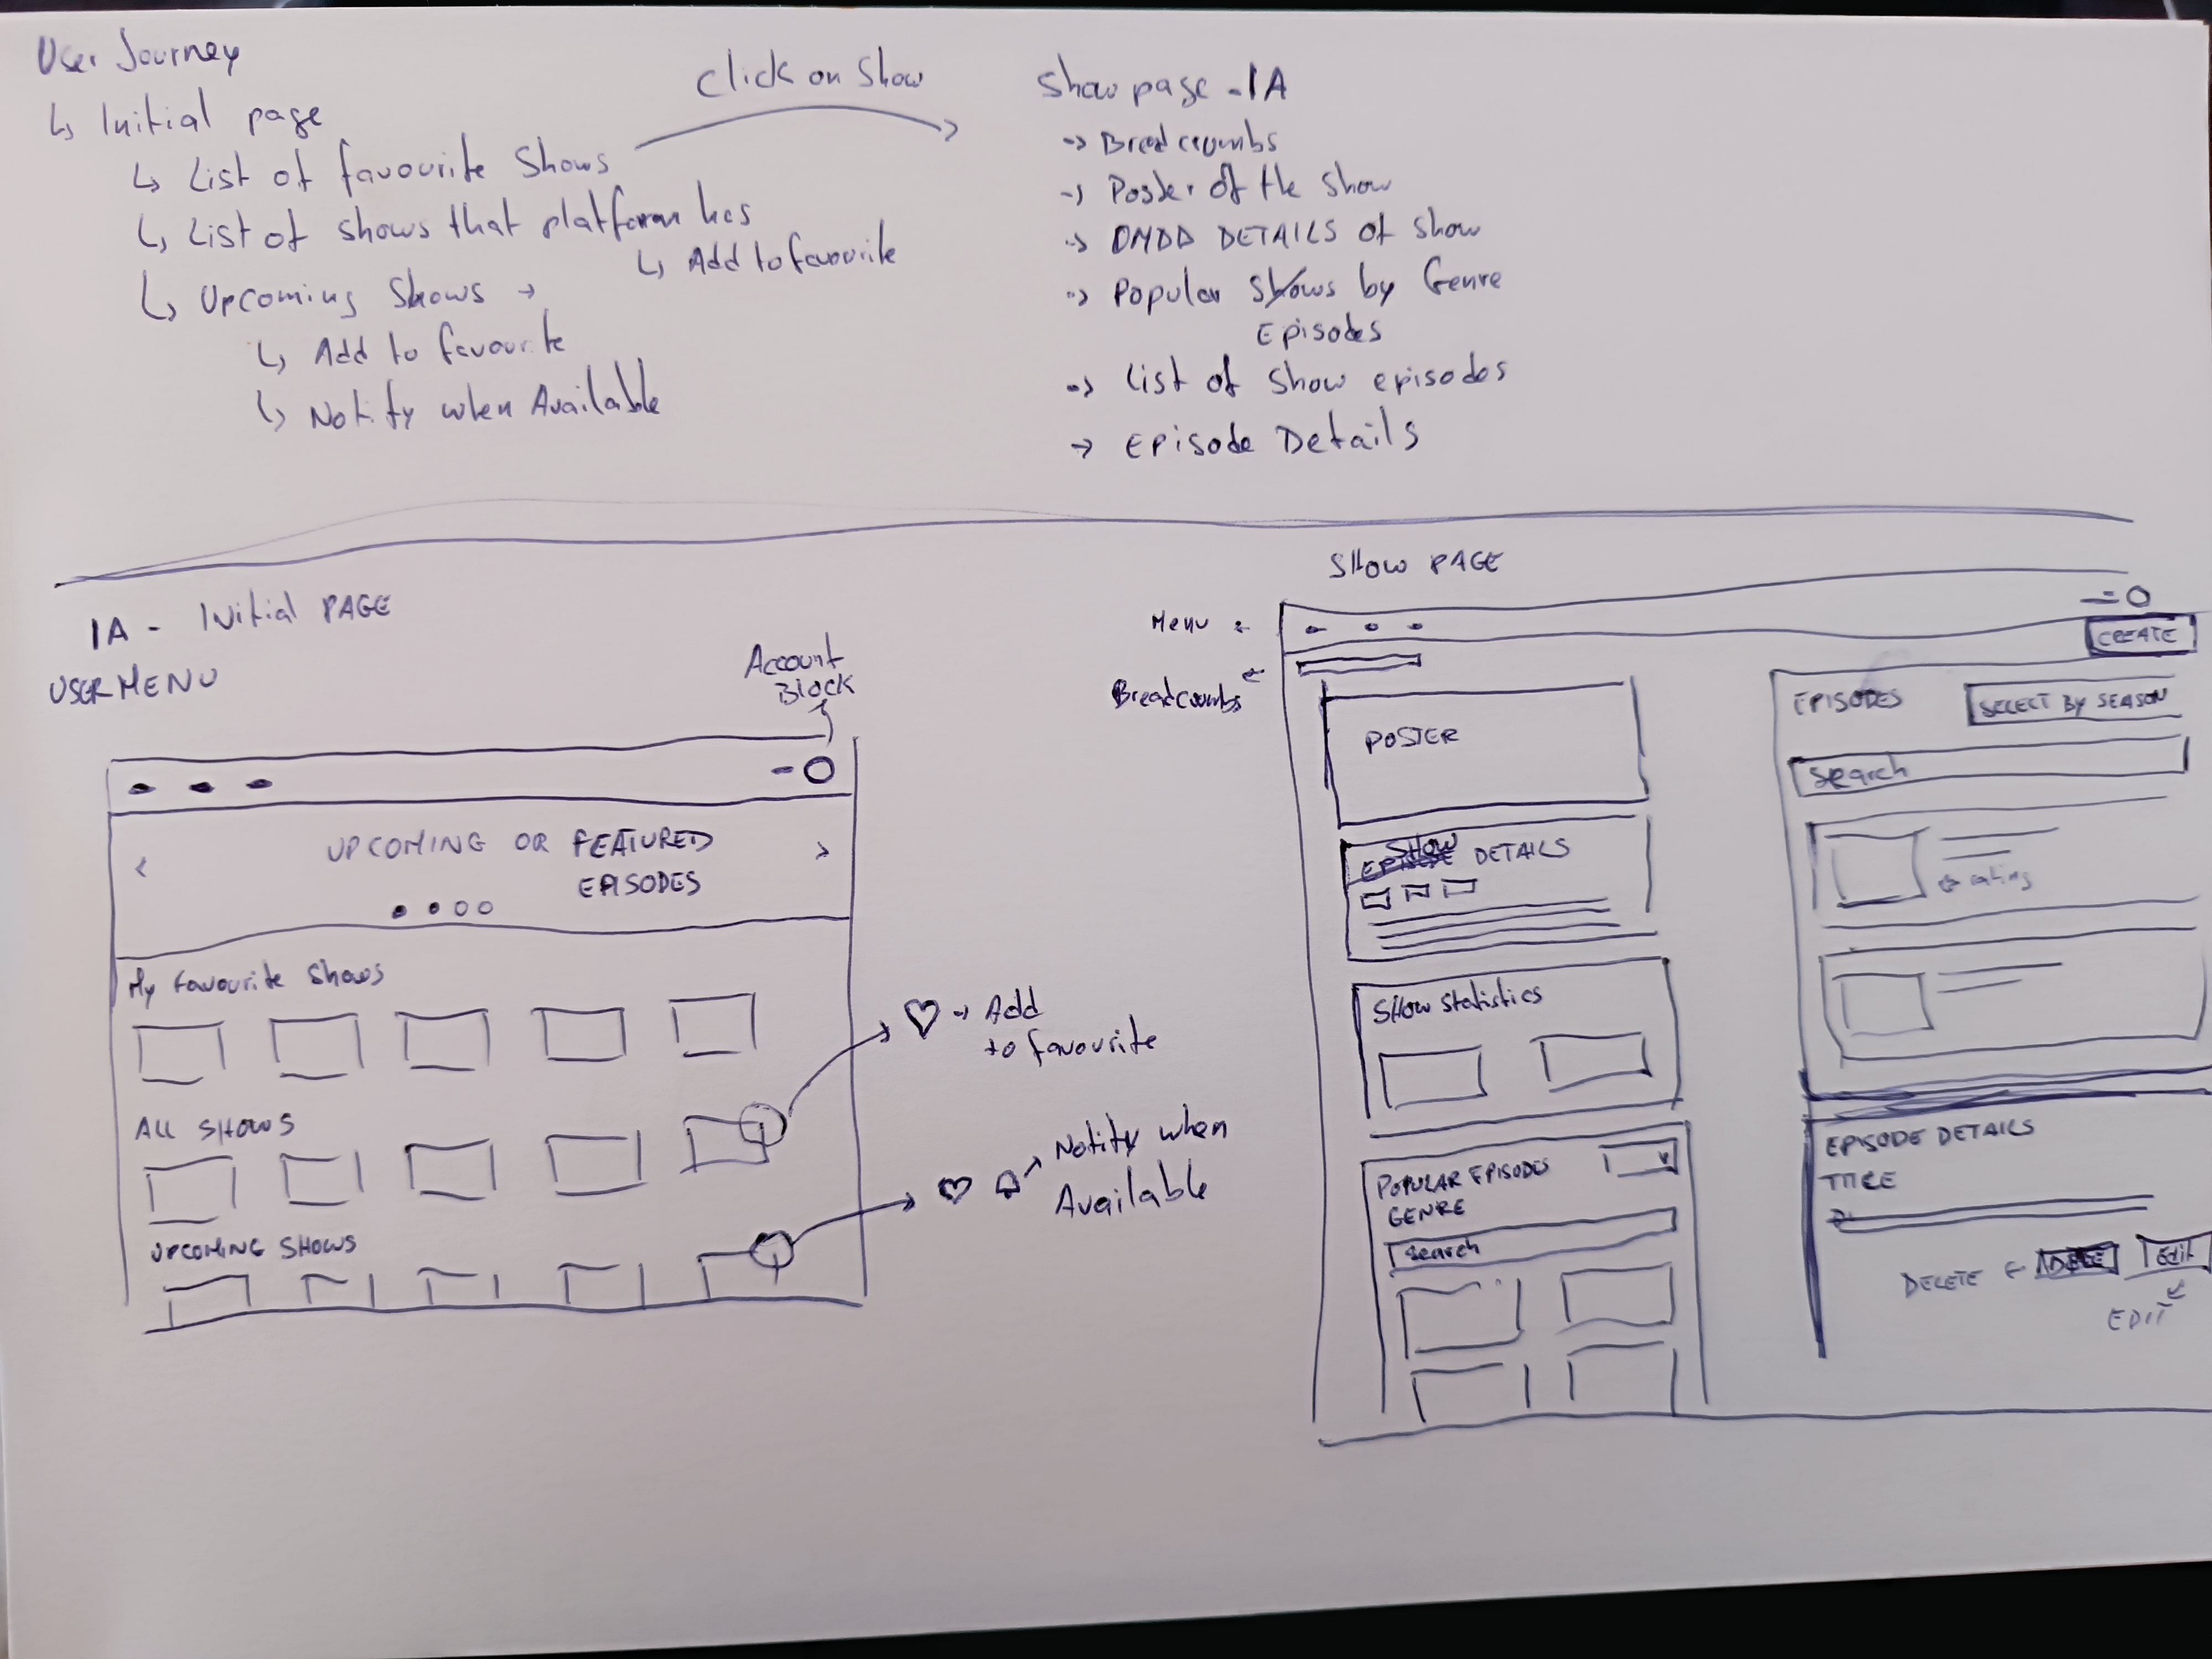 User Journey
↳ Initial page
↳ List of favourite Shows
↳ List of shows that platform has
↳ Add to favourite
↳ Upcoming Shows →
↳ Add to favourite
↳ Notify when Available
Click on Show
Show page - IA
→ Breadcrumbs
→ Poster of the Show
→ DETAILS of Show
→ Popular Shows by Genre
Episodes
→ List of Show episodes
→ Episode Details
IA - Initial PAGE
USER MENU
Account
Block
UPCOMING OR FEATURED
EPISODES
My favourite Shows
ALL SHOWS
UPCOMING SHOWS
♡ → Add
to favourite
Notify when
Available
SHOW PAGE
Menu ←
Breadcoumbs ←
CREATE
POSTER
SHOW
EPISODE DETAILS
SHOW Statistics
POPULAR EPISODES
GENRE
Search
EPISODES
SELECT BY SEASON
Search
← rating
EPISODE DETAILS
TITLE
DELETE ←
Edit
EDIT